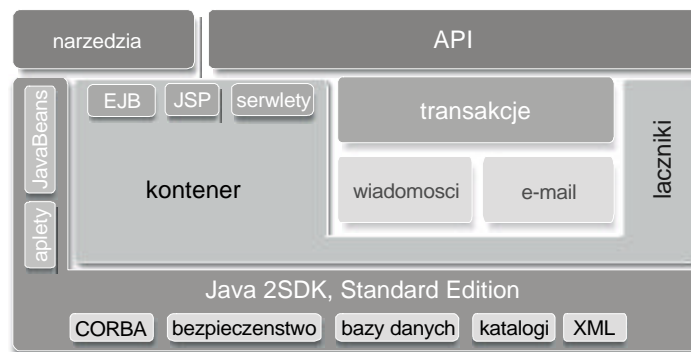 narzedzia
API
JavaBeans
EJB
JSP
serwlety
transakcje
laczniki
kontener
wiadomosci
e-mail
aplety
Java 2SDK, Standard Edition
CORBA
bezpieczenstwo
bazy danych
katalogi
XML